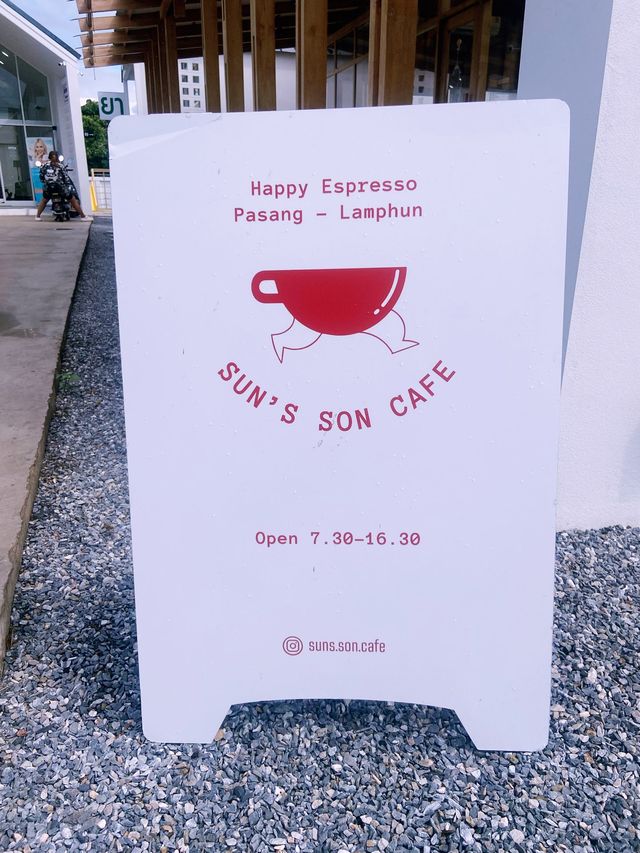 ยา
Happy Espresso
Pasang – Lamphun
SUN'S SON CAFE
Open 7.30–16.30
suns.son.cafe